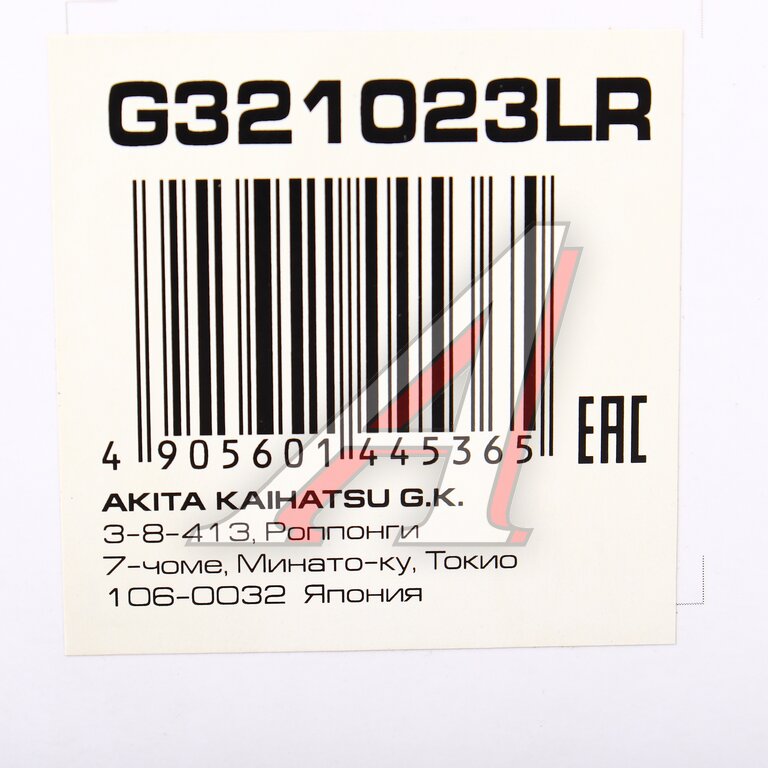 G321023LR
EAC
4 905601 445365
AKITA KAIHATSU G.K.
3-8-413, Роппонги
7-чоме, Минато-ку, Токио
106-0032 Япония